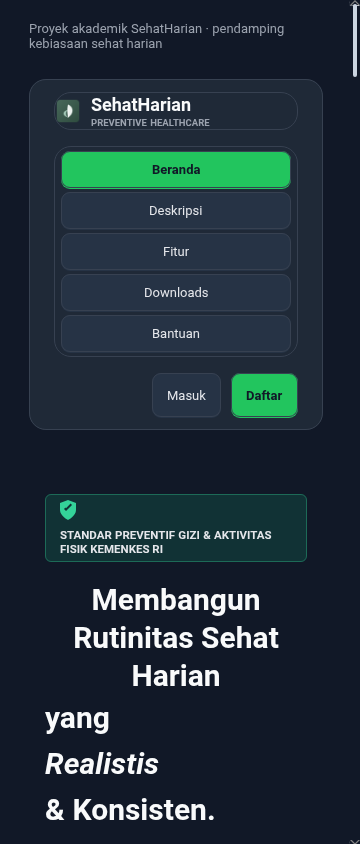 Proyek akademik SehatHarian · pendamping
kebiasaan sehat harian
SehatHarian
PREVENTIVE HEALTHCARE
Beranda
Deskripsi
Fitur
Downloads
Bantuan
Masuk
Daftar
STANDAR PREVENTIF GIZI & AKTIVITAS
FISIK KEMENKES RI
Membangun
Rutinitas Sehat
Harian
yang
Realistis
& Konsisten.